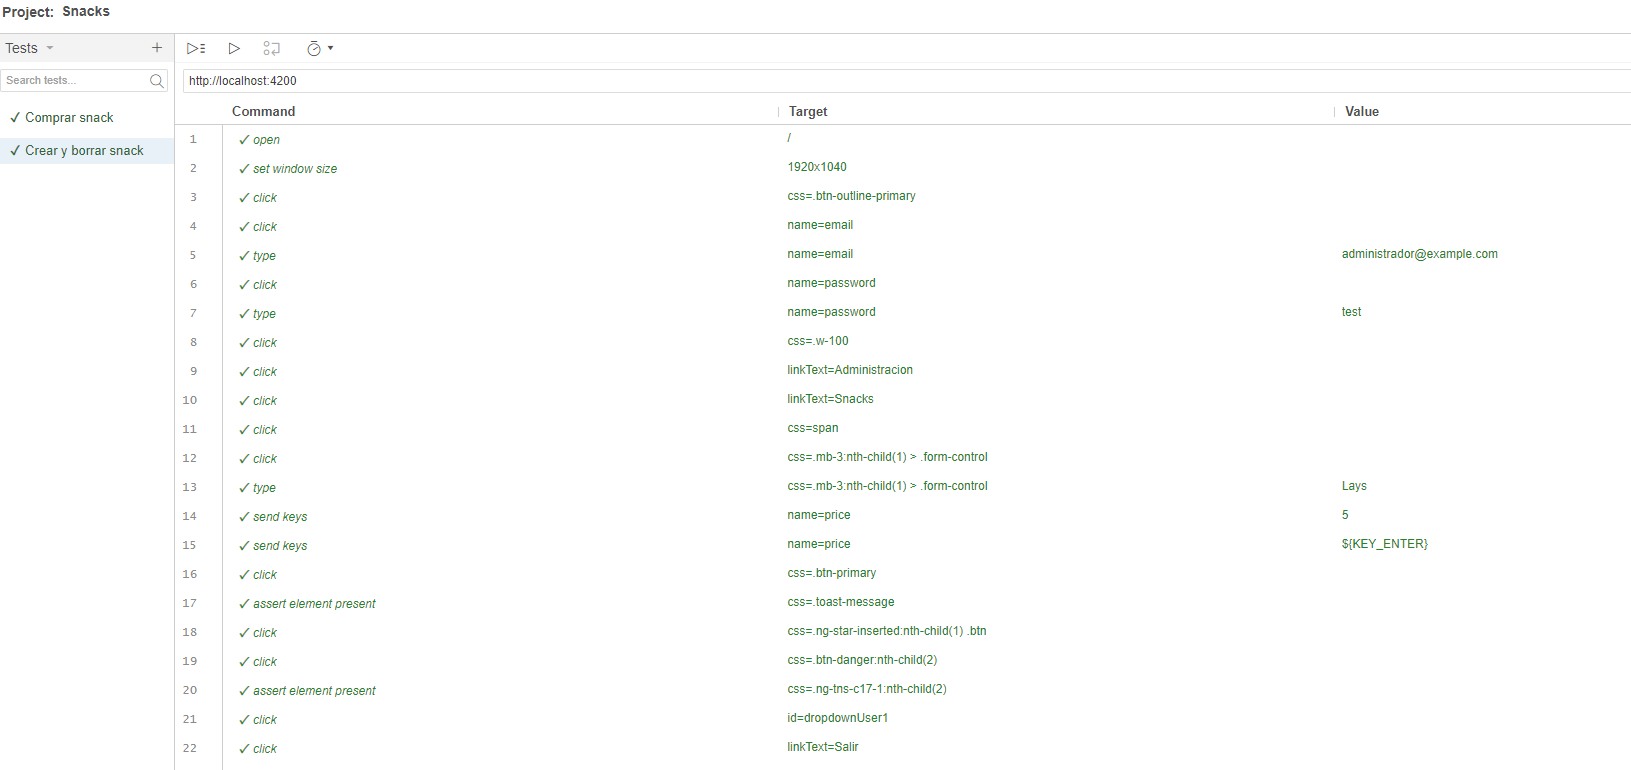 Project: Snacks
Tests
Search tests...
✓ Comprar snack
✓ Crear y borrar snack
http://localhost:4200
Command Target Value
1 ✓ open /
2 ✓ set window size 1920x1040
3 ✓ click css=.btn-outline-primary
4 ✓ click name=email
5 ✓ type name=email administrador@example.com
6 ✓ click name=password
7 ✓ type name=password test
8 ✓ click css=.w-100
9 ✓ click linkText=Administracion
10 ✓ click linkText=Snacks
11 ✓ click css=span
12 ✓ click css=.mb-3:nth-child(1) > .form-control
13 ✓ type css=.mb-3:nth-child(1) > .form-control Lays
14 ✓ send keys name=price 5
15 ✓ send keys name=price ${KEY_ENTER}
16 ✓ click css=.btn-primary
17 ✓ assert element present css=.toast-message
18 ✓ click css=.ng-star-inserted:nth-child(1) .btn
19 ✓ click css=.btn-danger:nth-child(2)
20 ✓ assert element present css=.ng-tns-c17-1:nth-child(2)
21 ✓ click id=dropdownUser1
22 ✓ click linkText=Salir